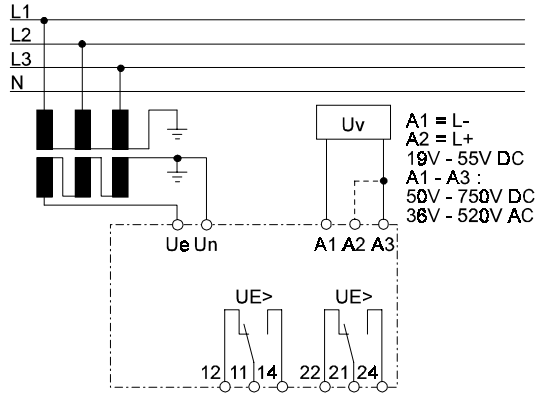 L1
L2
L3
N
Uv
A1 = L-
A2 = L+
19V - 55V DC
A1 - A3 :
50V - 750V DC
36V - 520V AC
Ue Un A1 A2 A3
UE> UE>
12 11 14 22 21 24